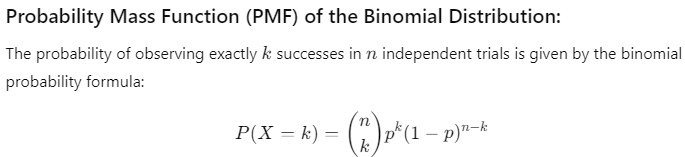 Probability Mass Function (PMF) of the Binomial Distribution:
The probability of observing exactly k successes in n independent trials is given by the binomial
probability formula:
P(X = k) = \binom{n}{k} p^k (1 − p)^{n−k}